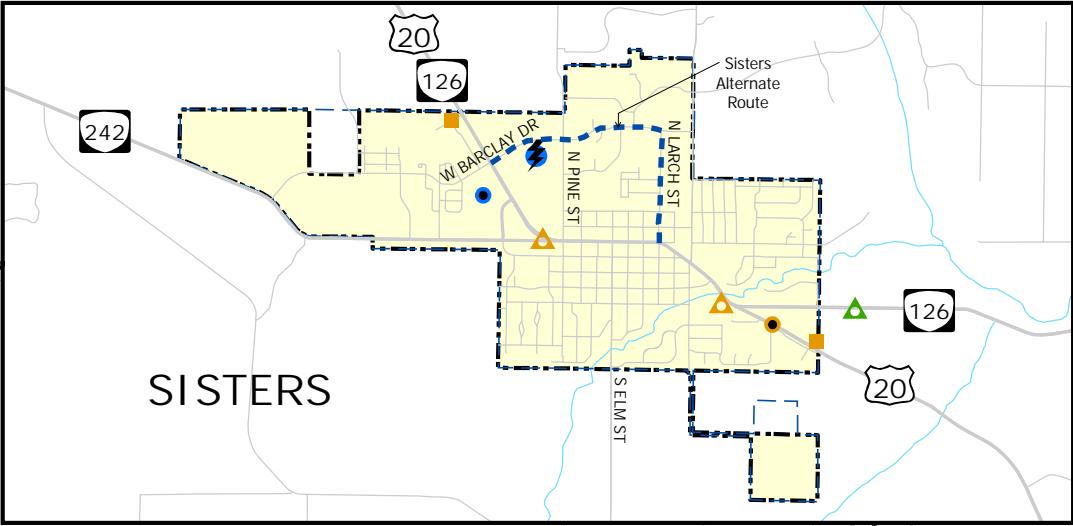 20
126
Sisters
Alternate
Route
242
W BARCLAY DR
N PINE ST
N LARCH ST
126
20
SISTERS
S ELM ST